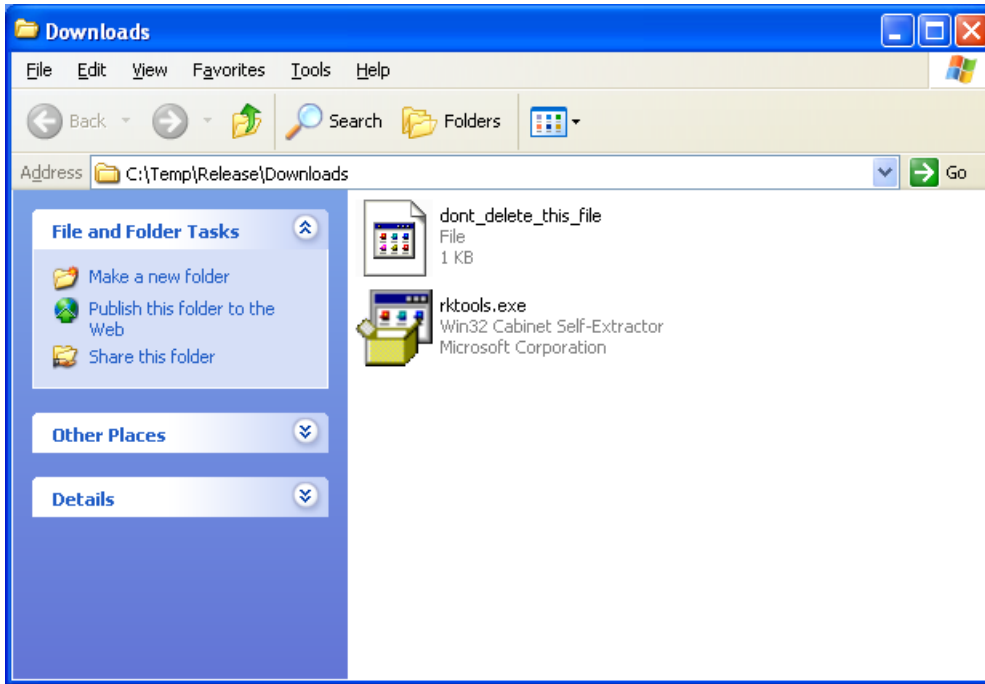 Downloads
File Edit View Favorites Tools Help
Back Search Folders
Address C:\Temp\Release\Downloads Go
File and Folder Tasks
Make a new folder
Publish this folder to the
Web
Share this folder
Other Places
Details
dont_delete_this_file
File
1 KB
rktools.exe
Win32 Cabinet Self-Extractor
Microsoft Corporation